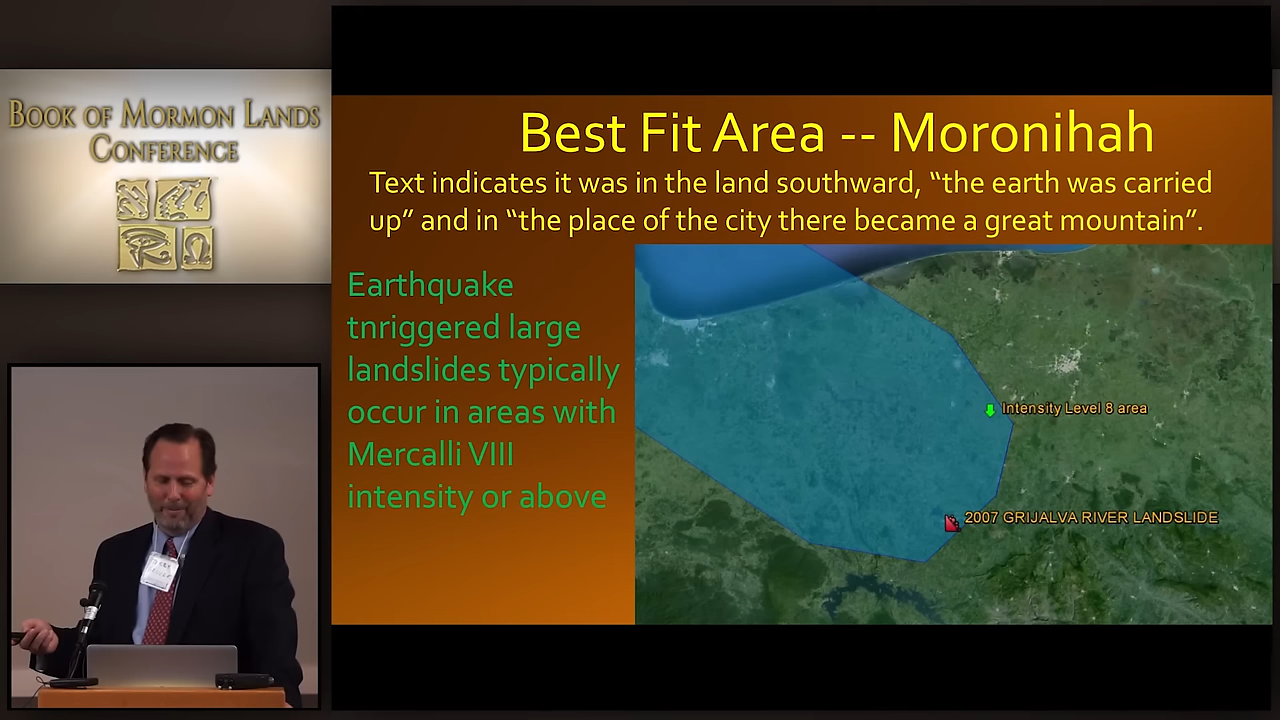 BOOK OF MORMON LANDS
CONFERENCE
Best Fit Area -- Moronihah
Text indicates it was in the land southward, “the earth was carried
up” and in “the place of the city there became a great mountain”.
Earthquake
tnriggered large
landslides typically
occur in areas with
Mercalli VIII
intensity or above
Intensity Level 8 area
2007 GRIJALVA RIVER LANDSLIDE